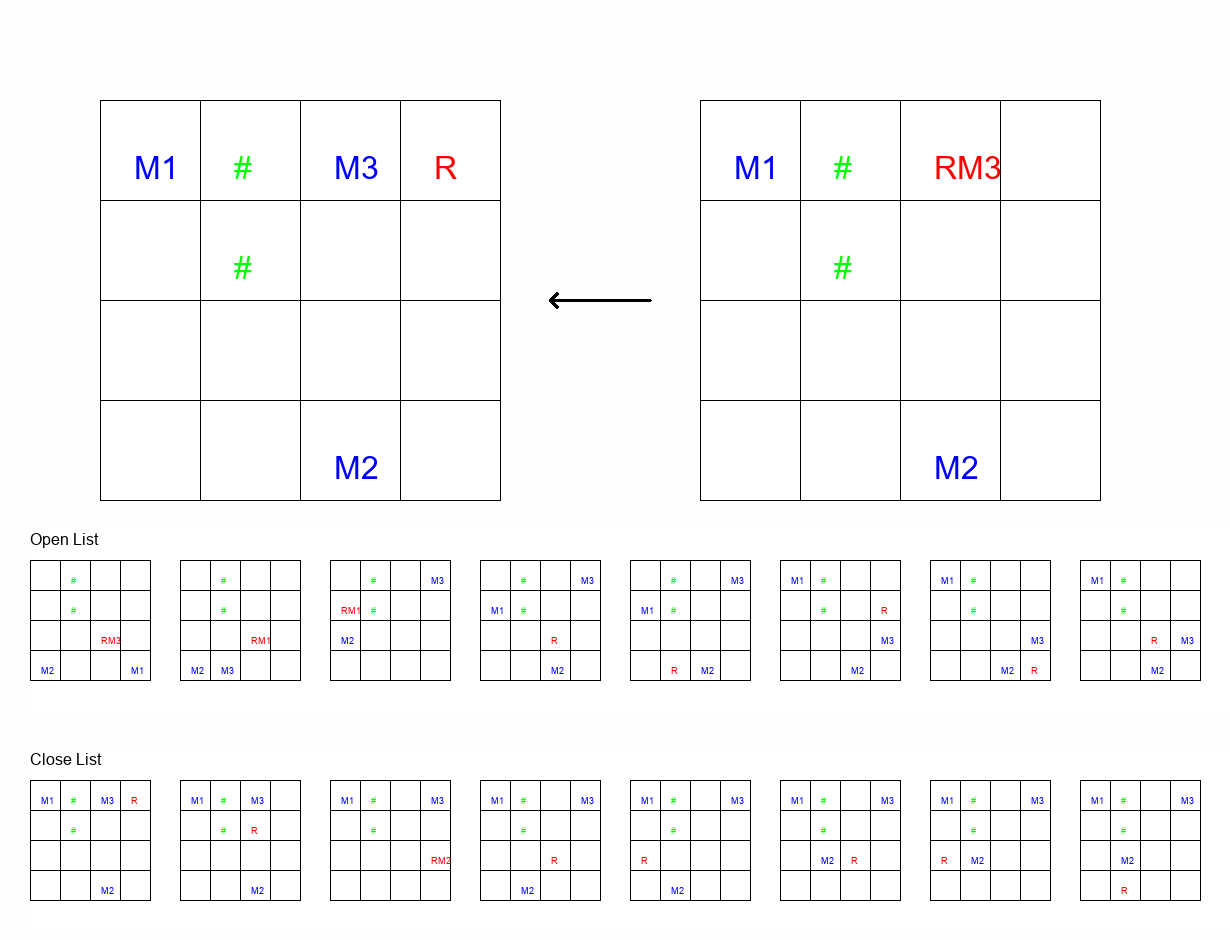 M1 # M3 R M1 # RM3
# #
M2 M2
Open List
# # # M3 # M3 # M3 M1 # M1 # M1 #
# # RM1 # M1 # M1 # # R # #
RM3 RM1 M2 R M3 M3 R M3
M2 M1 M2 M3 M2 R M2 M2 M2 R M2
Close List
M1 # M3 R M1 # M3 M1 # M3 M1 # M3 M1 # M3 M1 # M3 M1 # M3 M1 # M3
# # R # # # # # #
RM2 R R M2 R R M2 M2
M2 M2 M2 M2 R